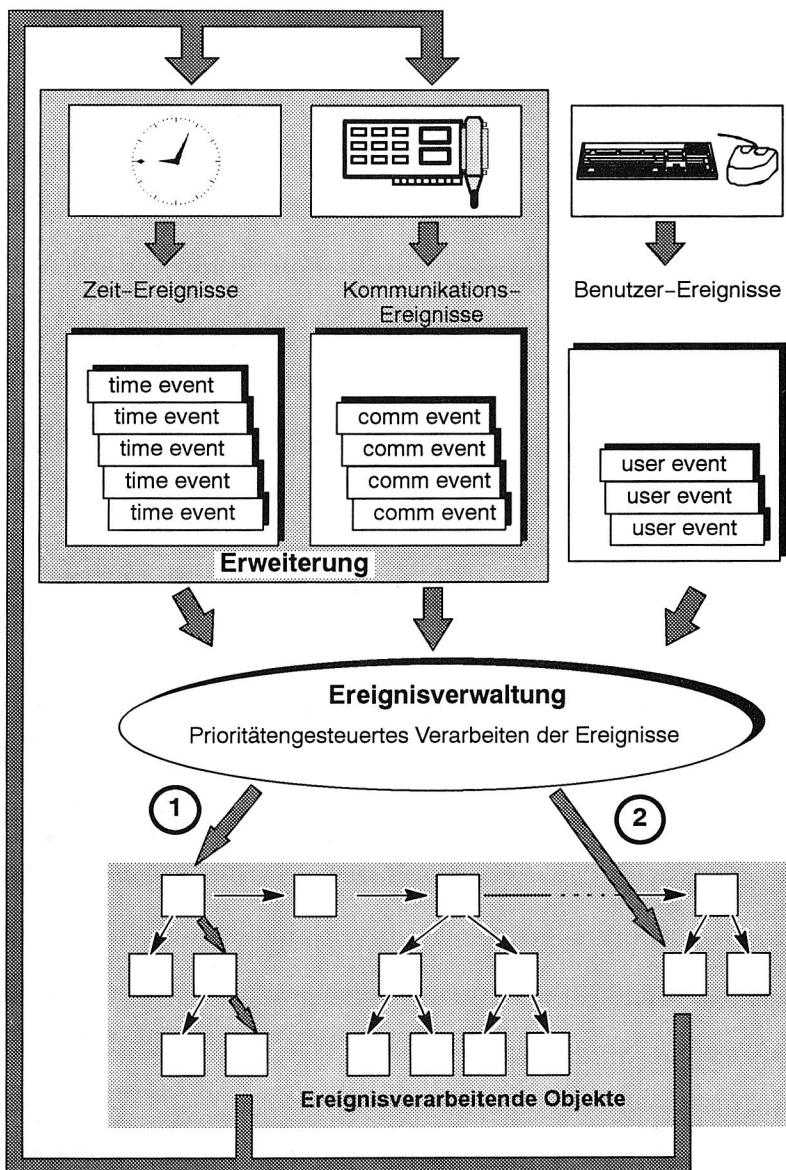 Zeit–Ereignisse
Kommunikations–
Ereignisse
Benutzer–Ereignisse
time event
time event
time event
time event
time event
comm event
comm event
comm event
comm event
user event
user event
user event
Erweiterung
Ereignisverwaltung
Prioritätengesteuertes Verarbeiten der Ereignisse
1
2
Ereignisverarbeitende Objekte